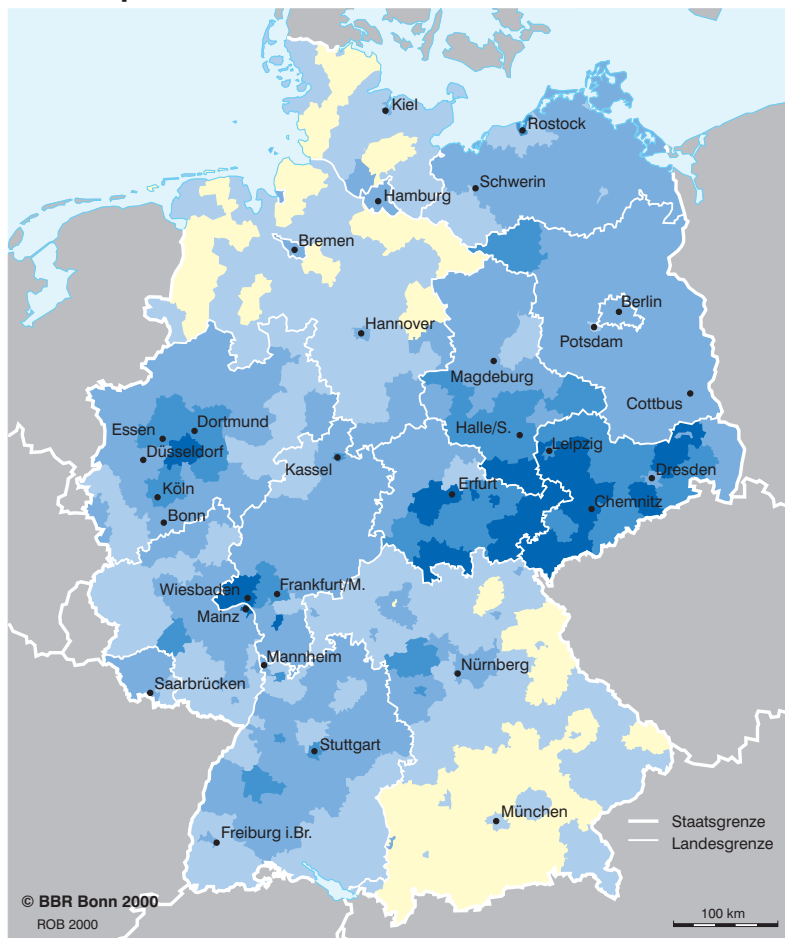 Kiel
Rostock
Schwerin
Hamburg
Bremen
Berlin
Hannover
Potsdam
Magdeburg
Cottbus
Dortmund
Essen
Halle/S.
Leipzig
Düsseldorf
Kassel
Dresden
Erfurt
Köln
Chemnitz
Bonn
Wiesbaden
Frankfurt/M.
Mainz
Mannheim
Nürnberg
Saarbrücken
Stuttgart
München
Staatsgrenze
Freiburg i.Br.
Landesgrenze
© BBR Bonn 2000
ROB 2000
100 km